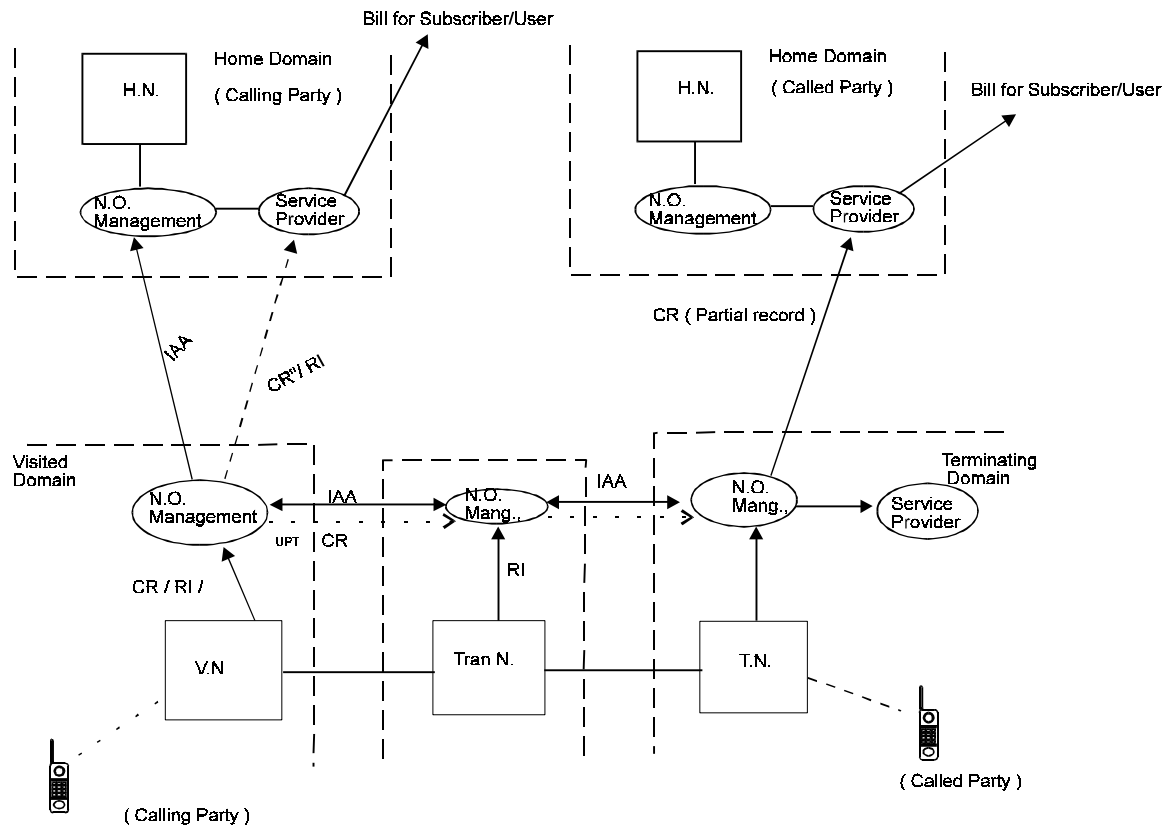 Bill for Subscriber/User
H.N.
Home Domain
( Calling Party )
N.O.
Management
Service
Provider
H.N.
Home Domain
( Called Party )
Bill for Subscriber/User
N.O.
Management
Service
Provider
IAA
CR"/ RI
CR ( Partial record )
Visited
Domain
N.O.
Management
IAA
UPT
CR
N.O.
Mang.,
IAA
N.O.
Mang.,
Terminating
Domain
Service
Provider
CR / RI /
RI
V.N
Tran N.
T.N.
( Calling Party )
( Called Party )